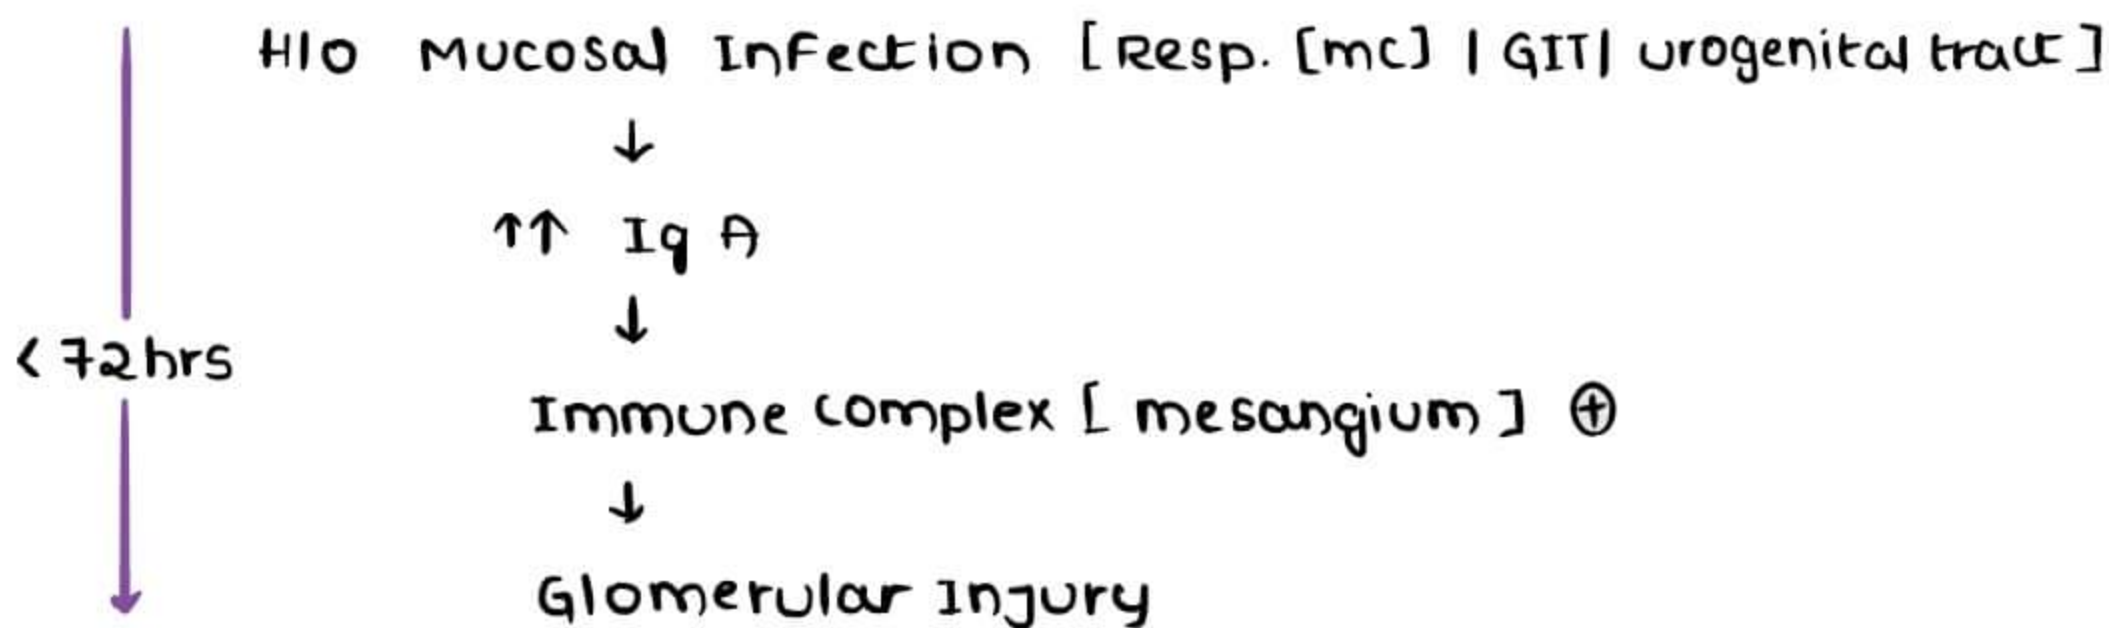 H/O Mucosal Infection [Resp. [mc] | GIT | urogenital tract]
↓
↑↑ Ig A
↓
<72hrs
Immune complex [mesangium] ⊕
↓
Glomerular Injury